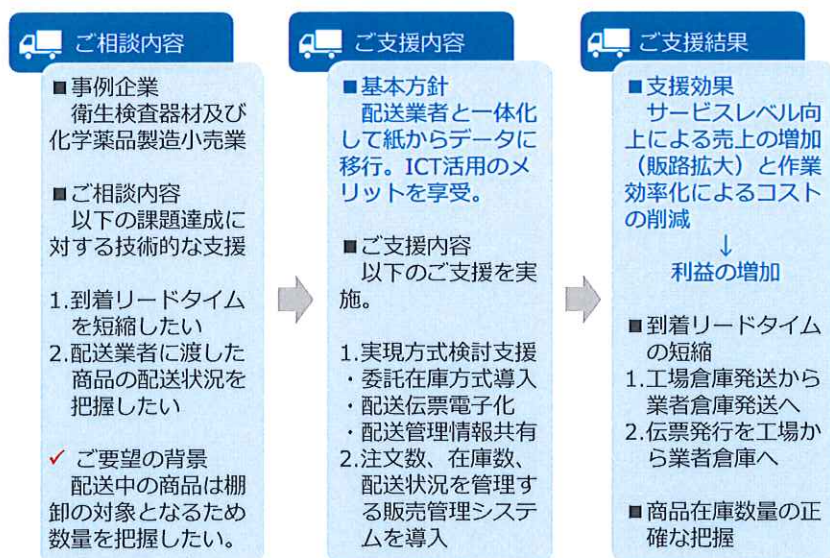 ご相談内容
■事例企業
衛生検査器材及び
化学薬品製造小売業
■ご相談内容
以下の課題達成に
対する技術的な支援
1.到着リードタイム
を短縮したい
2.配送業者に渡した
商品の配送状況を
把握したい
✓ ご要望の背景
配送中の商品は棚
卸の対象となるため
数量を把握したい。
ご支援内容
■基本方針
配送業者と一体化
して紙からデータに
移行。ICT活用のメ
リットを享受。
■ご支援内容
以下のご支援を実
施。
1.実現方式検討支援
・委託在庫方式導入
・配送伝票電子化
・配送管理情報共有
2.注文数、在庫数、
配送状況を管理す
る販売管理システ
ムを導入
ご支援結果
■支援効果
サービスレベル向
上による売上の増加
（販路拡大）と作業
効率化によるコスト
の削減
↓
利益の増加
■到着リードタイム
の短縮
1.工場倉庫発送から
業者倉庫発送へ
2.伝票発行を工場か
ら業者倉庫へ
■商品在庫数量の正
確な把握